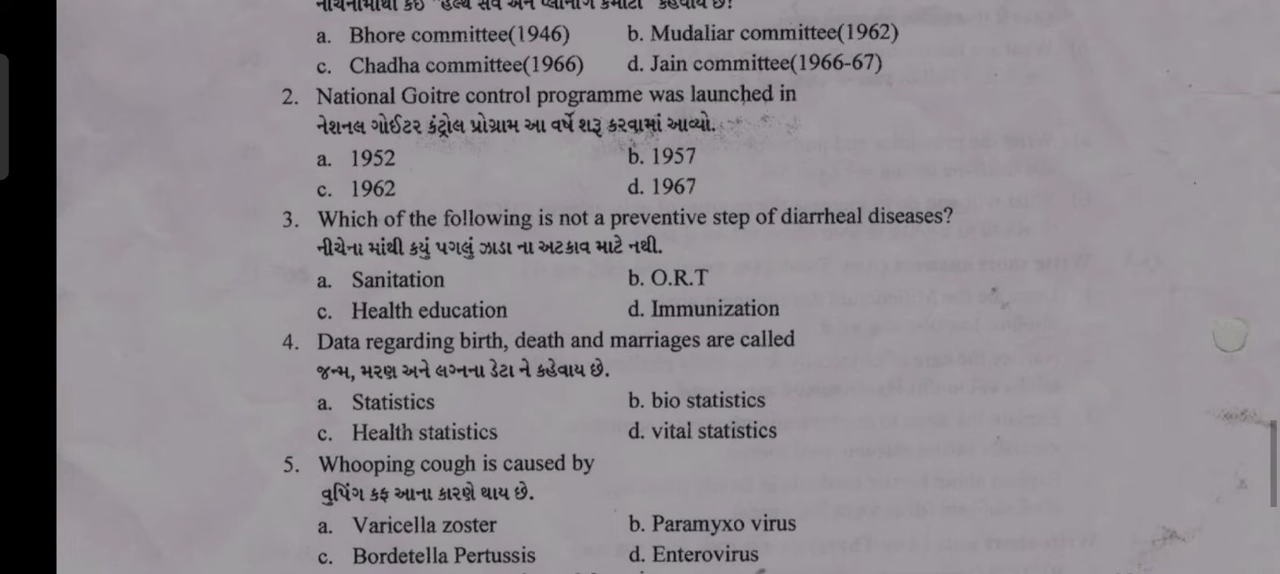 a. Bhore committee(1946) b. Mudaliar committee(1962)
c. Chadha committee(1966) d. Jain committee(1966-67)
2. National Goitre control programme was launched in
નેશનલ ગોઈટર કંટ્રોલ પ્રોગ્રામ આ વર્ષે શરૂ કરવામાં આવ્યો.
a. 1952 b. 1957
c. 1962 d. 1967
3. Which of the following is not a preventive step of diarrheal diseases?
નીચેના માંથી કયું પગલું ઝાડા ના અટકાવ માટે નથી.
a. Sanitation b. O.R.T
c. Health education d. Immunization
4. Data regarding birth, death and marriages are called
જન્મ, મરણ અને લગ્નના ડેટા ને કહેવાય છે.
a. Statistics b. bio statistics
c. Health statistics d. vital statistics
5. Whooping cough is caused by
વુપિંગ કફ આના કારણે થાય છે.
a. Varicella zoster b. Paramyxo virus
c. Bordetella Pertussis d. Enterovirus